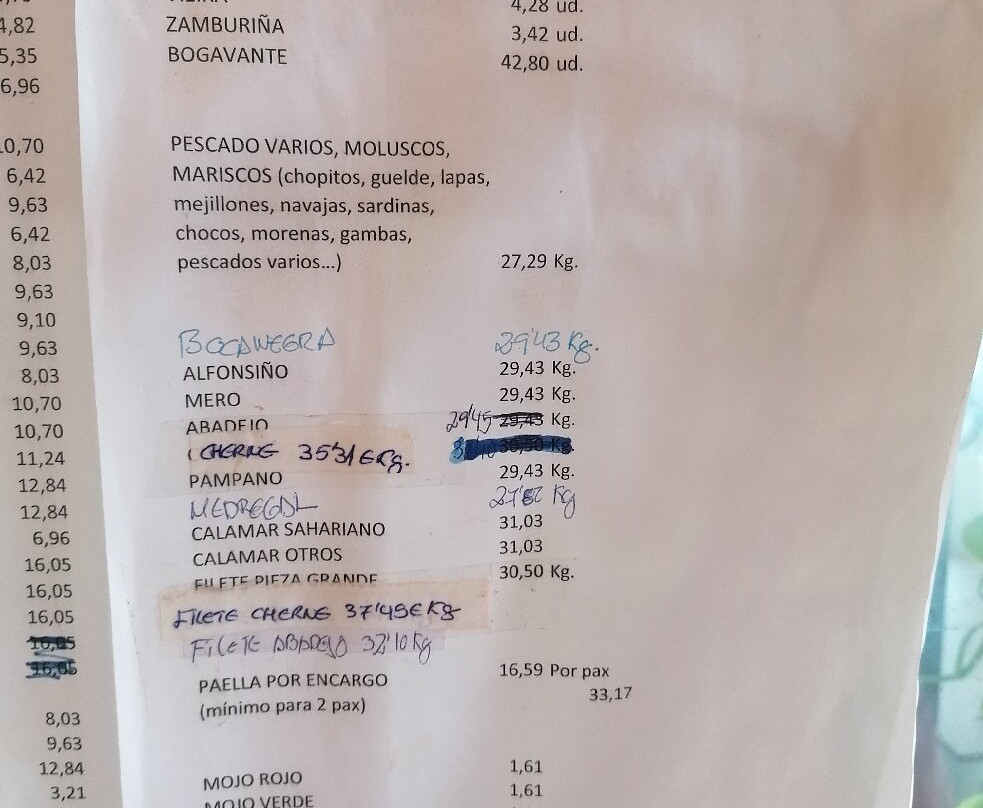 4,82
5,35
6,96
10,70
6,42
9,63
6,42
8,03
9,63
9,10
9,63
8,03
10,70
10,70
11,24
12,84
12,84
6,96
16,05
16,05
16,05
16,05
16,05
8,03
9,63
12,84
3,21
4,28 ud.
ZAMBURIÑA 3,42 ud.
BOGAVANTE 42,80 ud.
PESCADO VARIOS, MOLUSCOS,
MARISCOS (chopitos, guelde, lapas,
mejillones, navajas, sardinas,
chocos, morenas, gambas,
pescados varios...) 27,29 Kg.
BOCANEGRA 29'43 Kg.
ALFONSIÑO 29,43 Kg.
MERO 29,43 Kg.
ABADEJO 29'45 29,43 Kg.
CHERNE 35'31€Kg. 30,50 Kg.
PAMPANO 29,43 Kg.
MEDREGAL Kg
CALAMAR SAHARIANO 31,03
CALAMAR OTROS 31,03
FILETE PIEZA GRANDE 30,50 Kg.
FILETE CHERNE 37'45€Kg
FILETE ABADEJO 32'10Kg
PAELLA POR ENCARGO 16,59 Por pax
(mínimo para 2 pax) 33,17
MOJO ROJO 1,61
MOJO VERDE 1,61